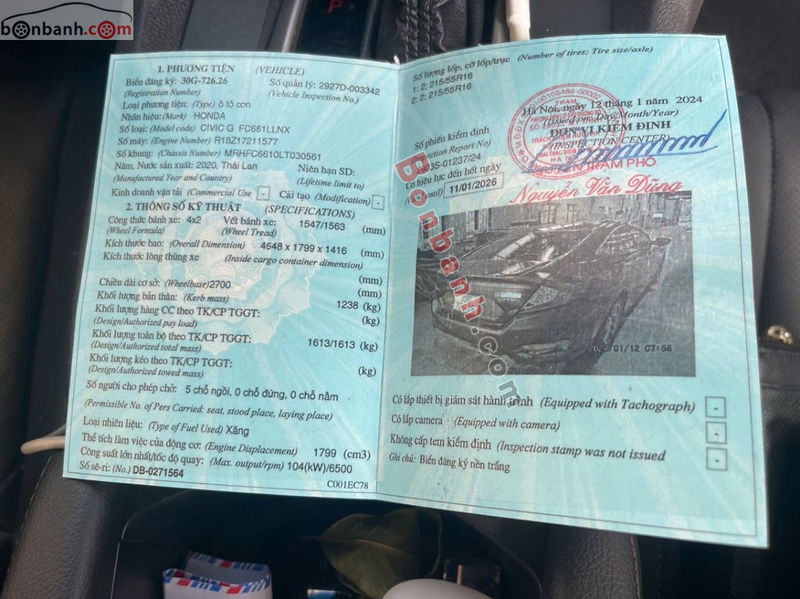 bonbanh.com
1. PHƯƠNG TIỆN (VEHICLE)
Biển đăng ký: 30G-726.26 Số quản lý: 2927D-003342
(Registration Number) (Vehicle Inspection No.)
Loại phương tiện: (Type) ô tô con
Nhãn hiệu: (Mark) HONDA
Số loại: (Model code) CIVIC G FC661LLNX
Số máy: (Engine Number) R18Z17211577
Số khung: (Chassis Number) MRHFC6610LT030561
Năm, Nước sản xuất: 2020, Thái Lan Niên hạn SD:
(Manufactured Year and Country) (Lifetime limit to)
Kinh doanh vận tải (Commercial Use) - Cải tạo (Modification) -
2. THÔNG SỐ KỸ THUẬT (SPECIFICATIONS)
Công thức bánh xe: 4x2 Vết bánh xe: 1547/1563 (mm)
(Wheel Formula) (Wheel Tread)
Kích thước bao: (Overall Dimension) 4648 x 1799 x 1416 (mm)
Kích thước lòng thùng xe (Inside cargo container dimension)
(mm)
Chiều dài cơ sở: (Wheelbase) 2700 (mm)
Khối lượng bản thân: (Kerb mass) 1238 (kg)
Khối lượng hàng CC theo TK/CP TGGT: (kg)
(Design/Authorized pay load)
Khối lượng toàn bộ theo TK/CP TGGT: 1613/1613 (kg)
(Design/Authorized total mass)
Khối lượng kéo theo TK/CP TGGT: (kg)
(Design/Authorized towed mass)
Số người cho phép chở: 5 chỗ ngồi, 0 chỗ đứng, 0 chỗ nằm
(Permissible No. of Pers Carried: seat, stood place, laying place)
Loại nhiên liệu: (Type of Fuel Used) Xăng
Thể tích làm việc của động cơ: (Engine Displacement) 1799 (cm3)
Công suất lớn nhất/tốc độ quay: (Max. output/rpm) 104(kW)/6500
Số sê-ri: (No.) DB-0271564
C001EC78
Số lượng lốp, cỡ lốp/trục (Number of tires; Tire size/axle)
1: 2; 215/55R16
2: 2; 215/55R16
Hà Nội, ngày 12 tháng 1 năm 2024
(Issued on: Day/Month/Year)
Số phiếu kiểm định ĐƠN VỊ KIỂM ĐỊNH
(Inspection Report No) (INSPECTION CENTER)
2903S-01237/24
Có hiệu lực đến hết ngày
11/01/2026
Nguyễn Văn Dũng
Bonbanh.com
01/12 07:56
Có lắp thiết bị giám sát hành trình (Equipped with Tachograph) -
Có lắp camera (Equipped with camera) -
Không cấp tem kiểm định (Inspection stamp was not issued -
Ghi chú: Biển đăng ký nền trắng